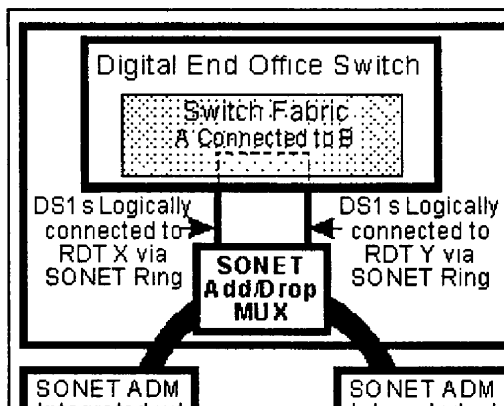 Digital End Office Switch
Switch Fabric
A Connected to B
DS1s Logically
connected to
RDT X via
SONET Ring
DS1s Logically
connected to
RDT Y via
SONET Ring
SONET
Add/Drop
MUX
SONET ADM
SONET ADM